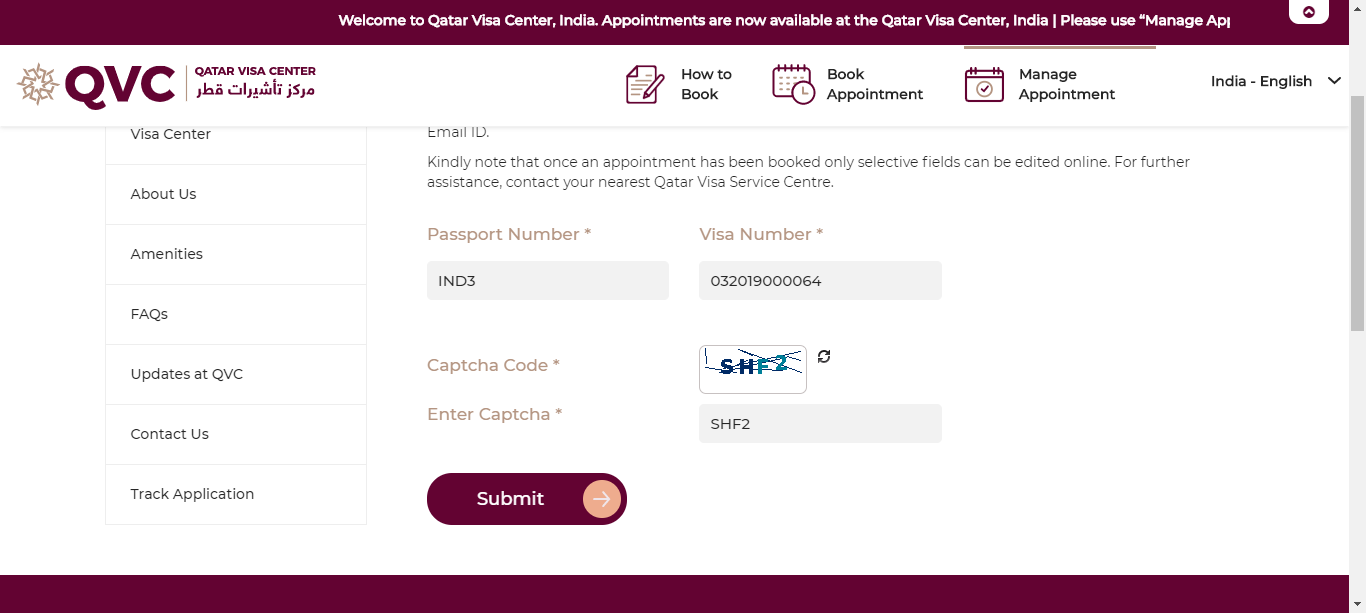 Welcome to Qatar Visa Center, India. Appointments are now available at the Qatar Visa Center, India | Please use “Manage App
QVC
QATAR VISA CENTER
مركز تأشيرات قطر
How to
Book
Book
Appointment
Manage
Appointment
India - English
Visa Center
About Us
Amenities
FAQs
Updates at QVC
Contact Us
Track Application
Email ID.
Kindly note that once an appointment has been booked only selective fields can be edited online. For further
assistance, contact your nearest Qatar Visa Service Centre.
Passport Number * Visa Number *
IND3 032019000064
Captcha Code * SHF2
Enter Captcha * SHF2
Submit